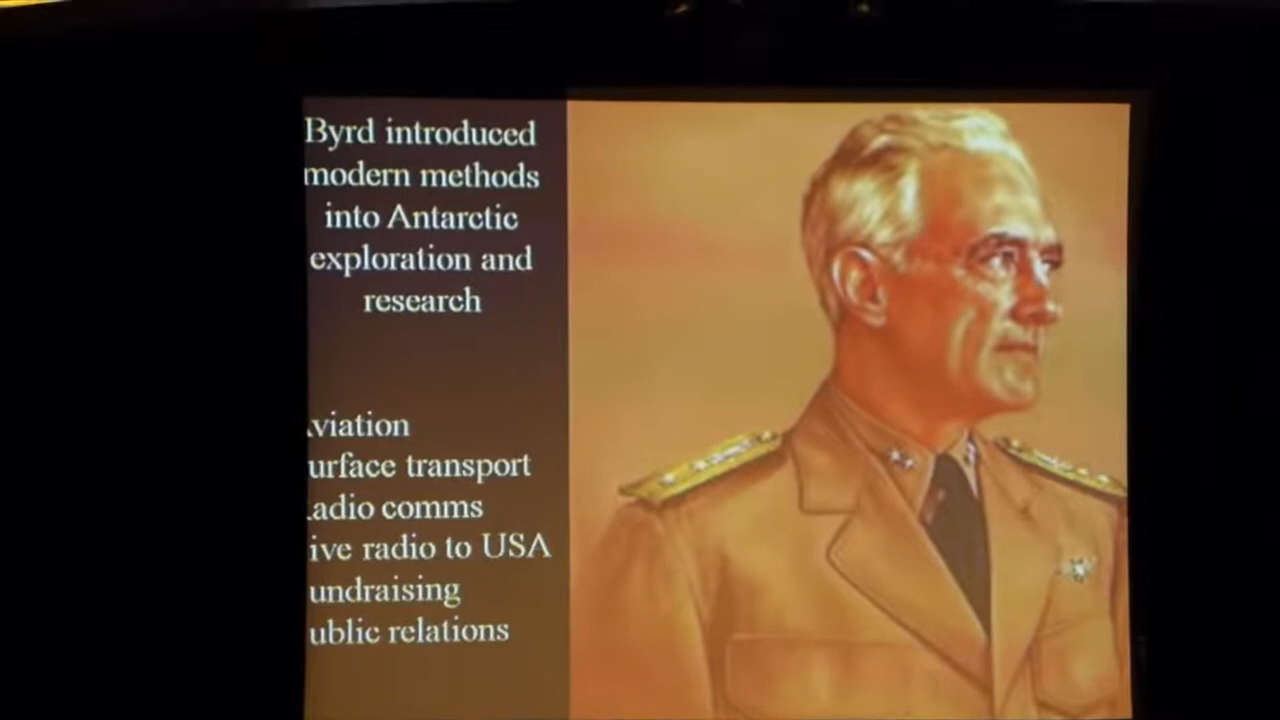 Byrd introduced
modern methods
into Antarctic
exploration and
research
viation
urface transport
adio comms
ive radio to USA
undraising
ublic relations